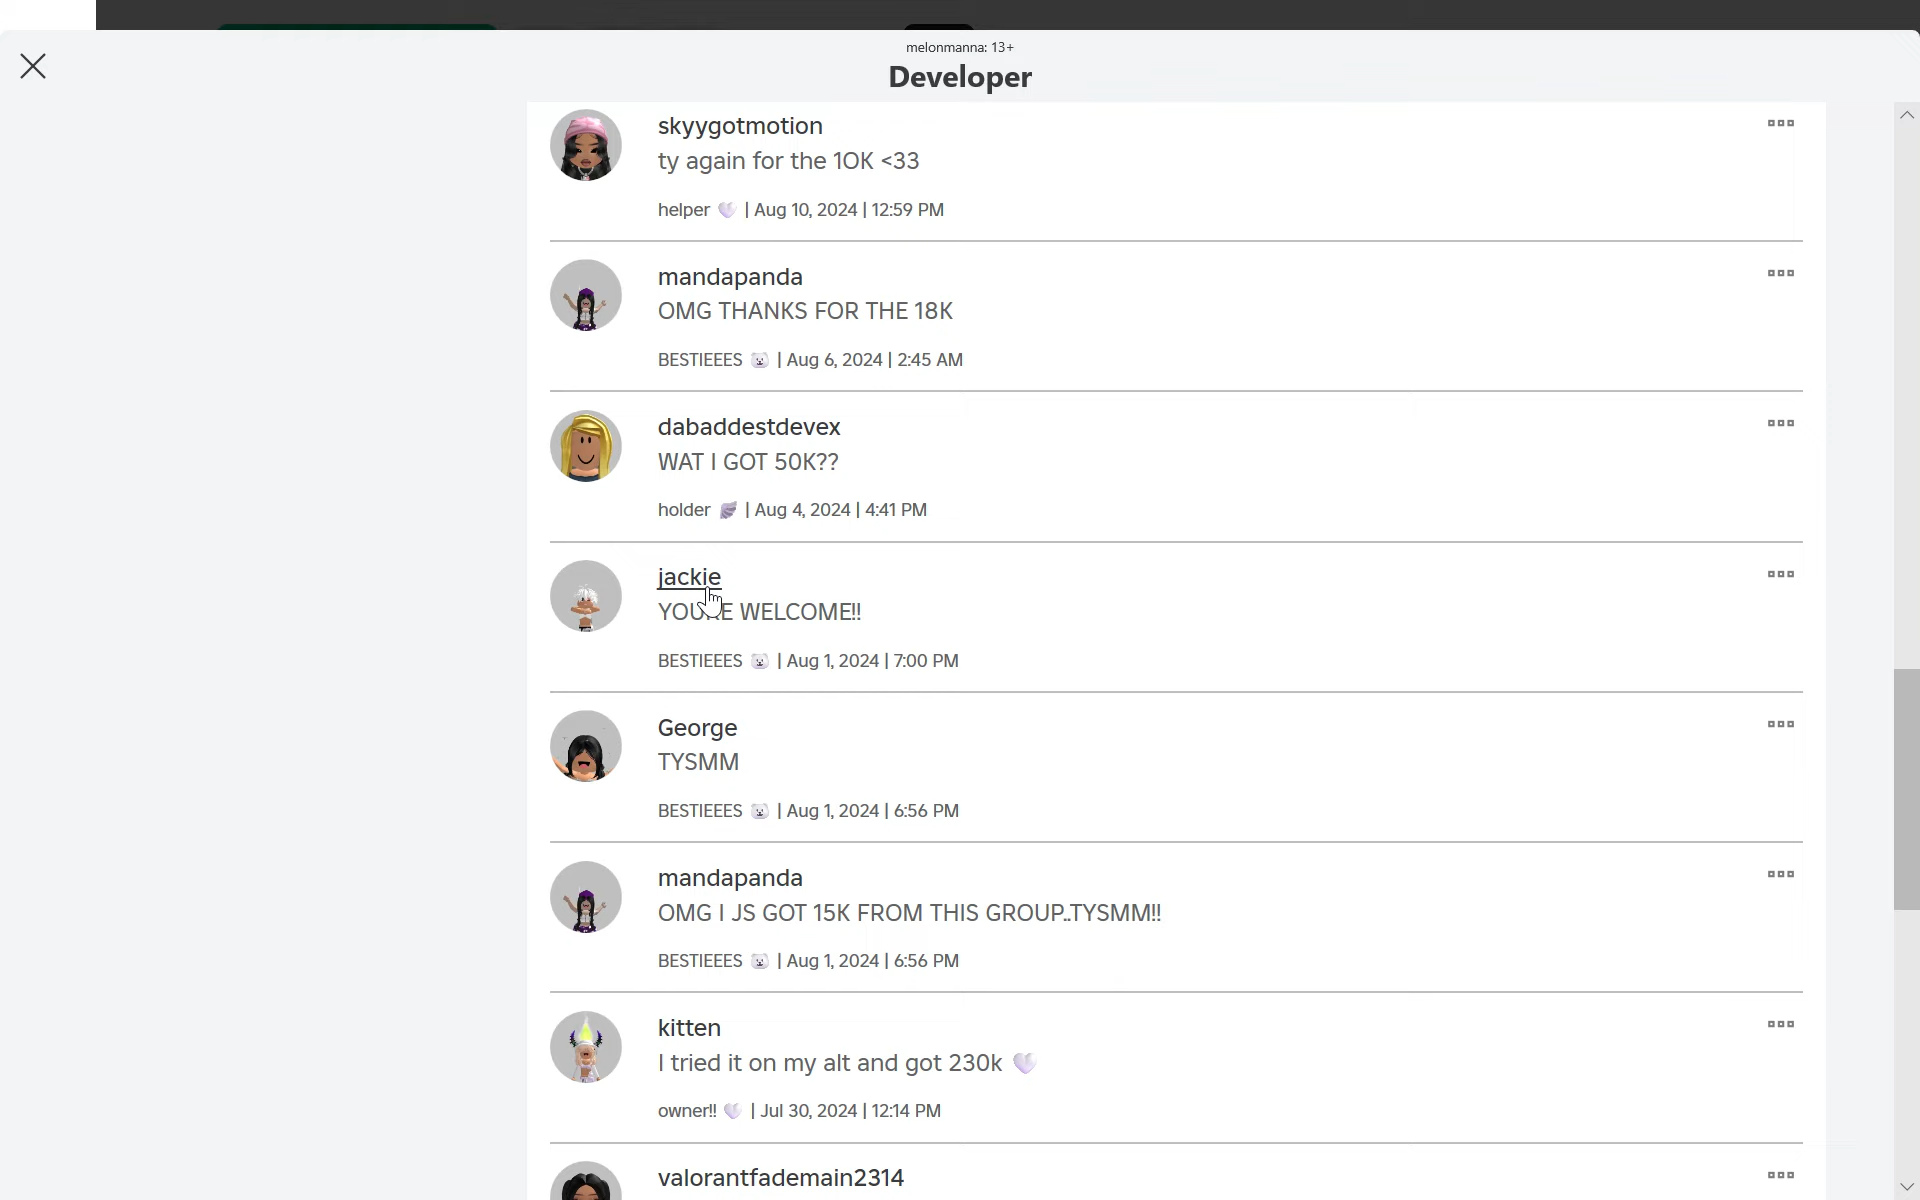 melonmanna: 13+
Developer
skyygotmotion
ty again for the 10K <33
helper 🤍 | Aug 10, 2024 | 12:59 PM
mandapanda
OMG THANKS FOR THE 18K
BESTIEEES 🐻‍❄️ | Aug 6, 2024 | 2:45 AM
dabaddestdevex
WAT I GOT 50K??
holder 🪽 | Aug 4, 2024 | 4:41 PM
jackie
WELCOME!!
BESTIEEES 🐻‍❄️ | Aug 1, 2024 | 7:00 PM
George
TYSMM
BESTIEEES 🐻‍❄️ | Aug 1, 2024 | 6:56 PM
mandapanda
OMG I JS GOT 15K FROM THIS GROUP..TYSMM!!
BESTIEEES 🐻‍❄️ | Aug 1, 2024 | 6:56 PM
kitten
I tried it on my alt and got 230k 🤍
owner!! 🤍 | Jul 30, 2024 | 12:14 PM
valorantfademain2314